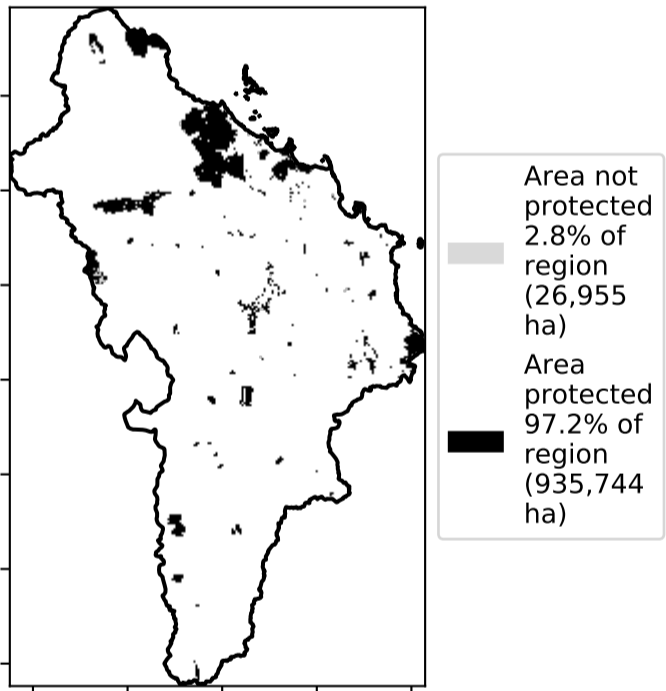 Area not
protected
2.8% of
region
(26,955
ha)
Area
protected
97.2% of
region
(935,744
ha)